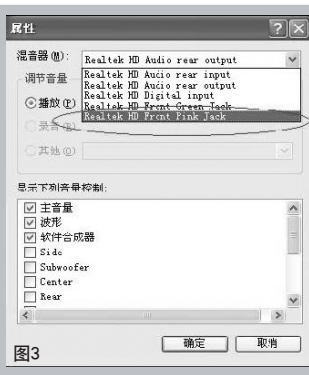 属性
混音器(M):
Realtek HD Audio rear output
Realtek HD Audio rear input
Realtek HD Audio rear output
Realtek HD Digital input
Realtek HD Front Green Jack
Realtek HD Front Pink Jack
调节音量
播放(P)
录音(R)
其他(O)
显示下列音量控制:
主音量
波形
软件合成器
Side
Subwoofer
Center
Rear
确定
取消
图3